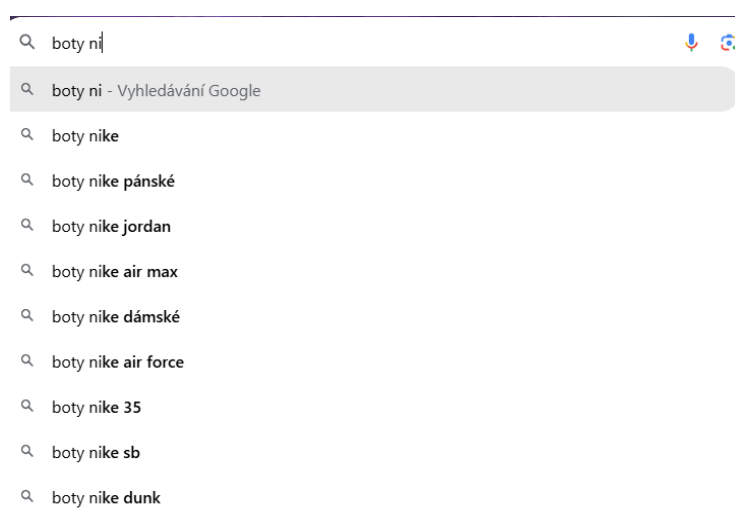 boty ni
boty ni - Vyhledávání Google
boty nike
boty nike pánské
boty nike jordan
boty nike air max
boty nike dámské
boty nike air force
boty nike 35
boty nike sb
boty nike dunk